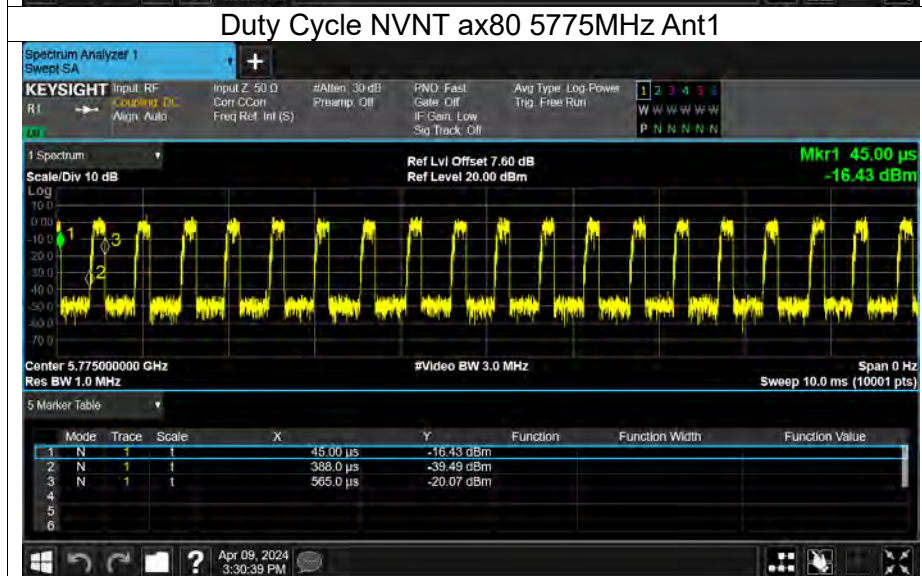 Duty Cycle NVNT ax80 5775MHz Ant1
Spectrum Analyzer 1
Swept SA
+
KEYSIGHT Input: RF Input Z: 50 Ω #Atten: 30 dB PNO: Fast Avg Type: Log-Power 1 2 3 4 5 6
Coupling: DC Corr CCorr Preamp: Off Gate: Off Trig: Free Run W W W W W W
Align: Auto Freq Ref: Int (S) IF Gain: Low
Sig Track: Off P N N N N N
1 Spectrum Ref Lvl Offset 7.60 dB Mkr1 45.00 µs
Scale/Div 10 dB Ref Level 20.00 dBm -16.43 dBm
Log
10.0
0.00
-10.0
-20.0
-30.0
-40.0
-50.0
-60.0
-70.0
1
3
2
Center 5.775000000 GHz #Video BW 3.0 MHz Span 0 Hz
Res BW 1.0 MHz Sweep 10.0 ms (10001 pts)
5 Marker Table
Mode Trace Scale X Y Function Function Width Function Value
1 N 1 t 45.00 µs -16.43 dBm
2 N 1 t 388.0 µs -39.49 dBm
3 N 1 t 565.0 µs -20.07 dBm
4
5
6
? Apr 09, 2024
3:30:39 PM